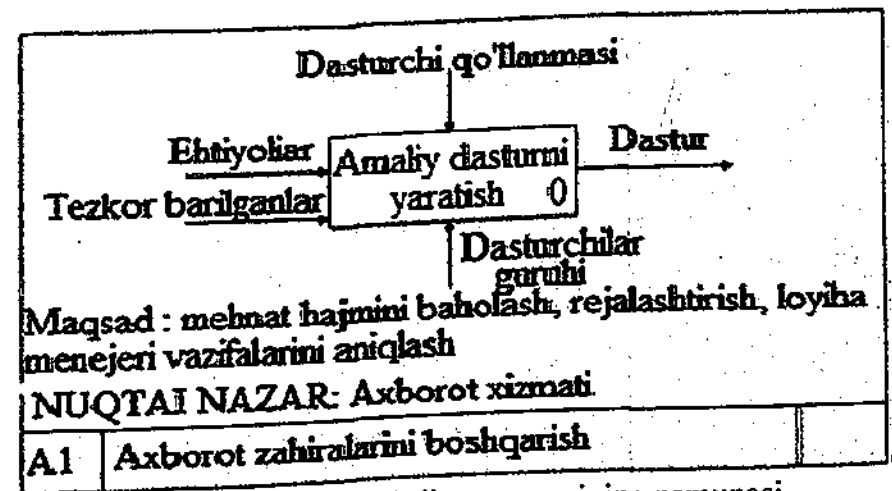 Dasturchi qo'llanmasi
Ehtiyoliar
Amaliy dasturni
yaratish 0
Dastur
Tezkor barilganlar
Dasturchilar
guruhi
Maqsad : mehnat hajmini baholash, rejalashtirish, loyiha
menejeri vazifalarini aniqlash
NUQTAI NAZAR: Axborot xizmati
A1 Axborot zahiralarini boshqarish